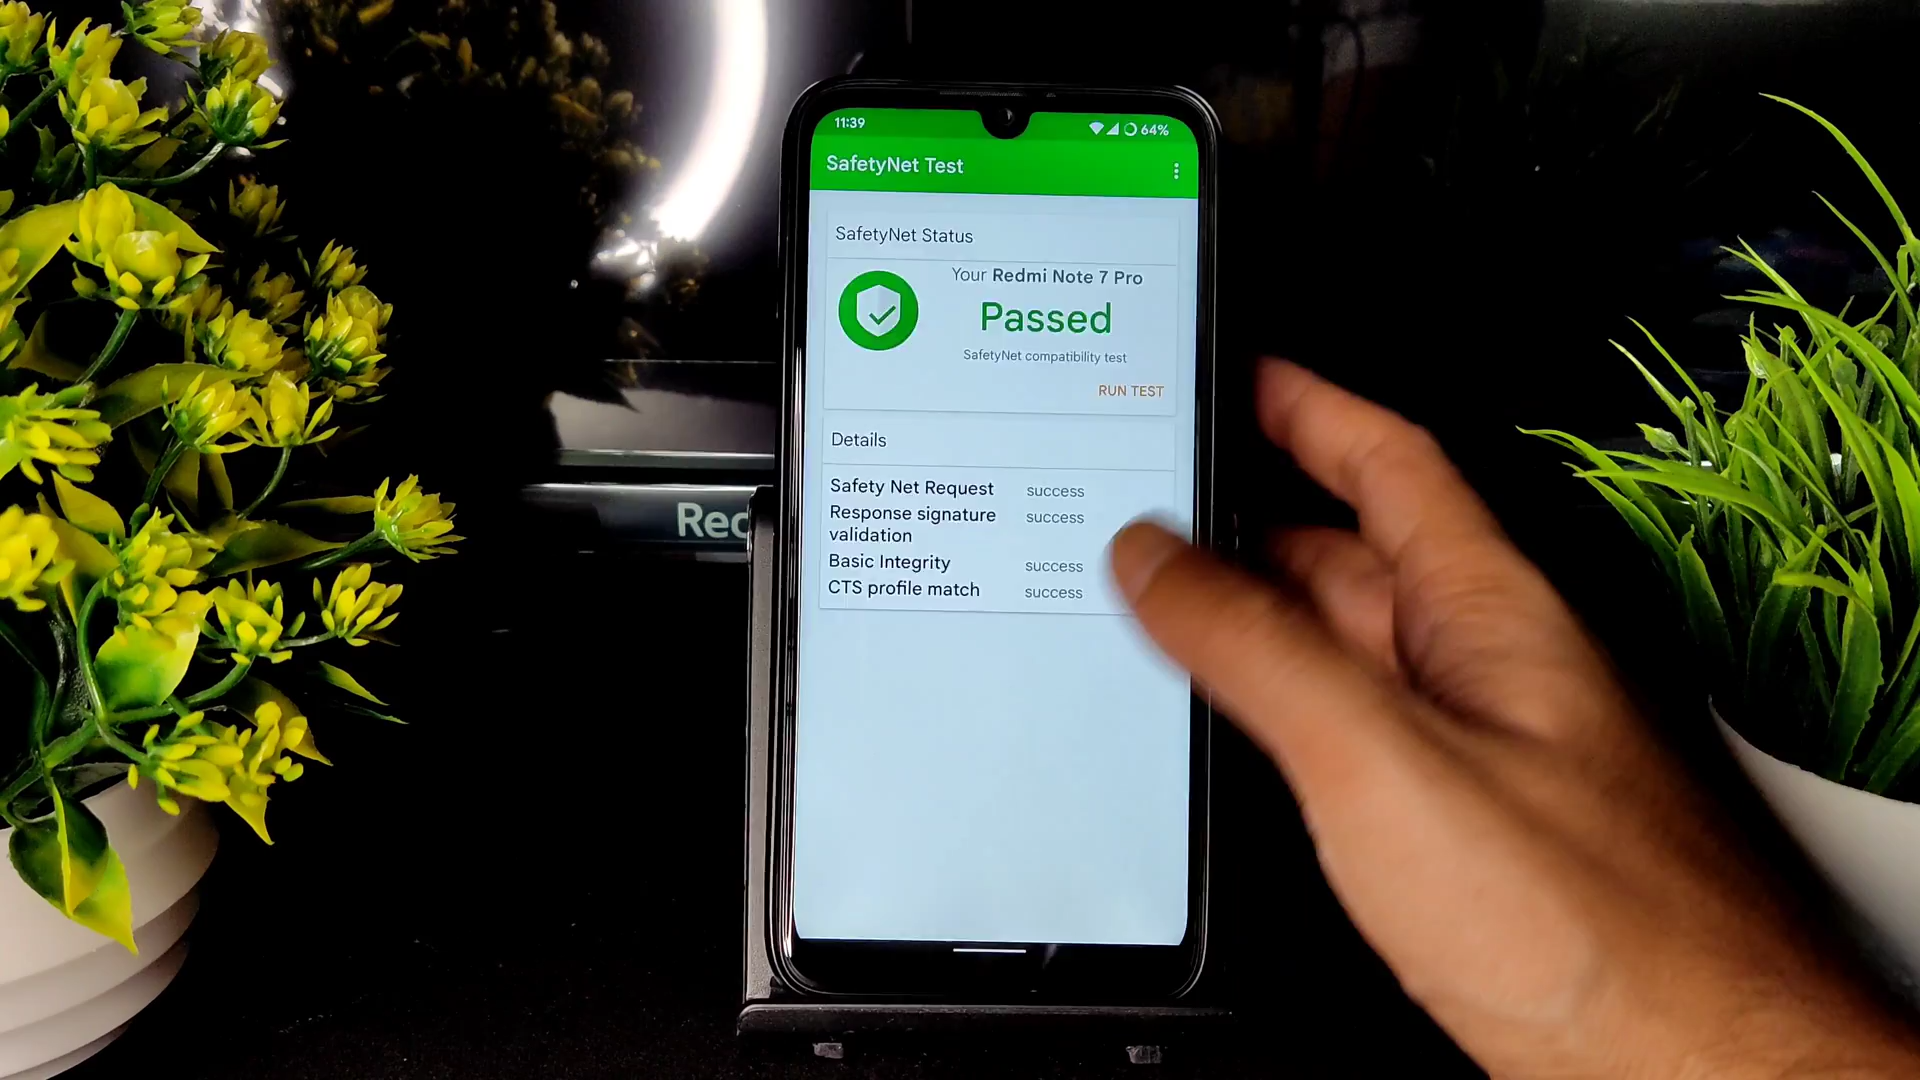 11:39
64%
SafetyNet Test
SafetyNet Status
Your Redmi Note 7 Pro
Passed
SafetyNet compatibility test
RUN TEST
Details
Safety Net Request success
Response signature success
validation
Basic Integrity success
CTS profile match success
Rec